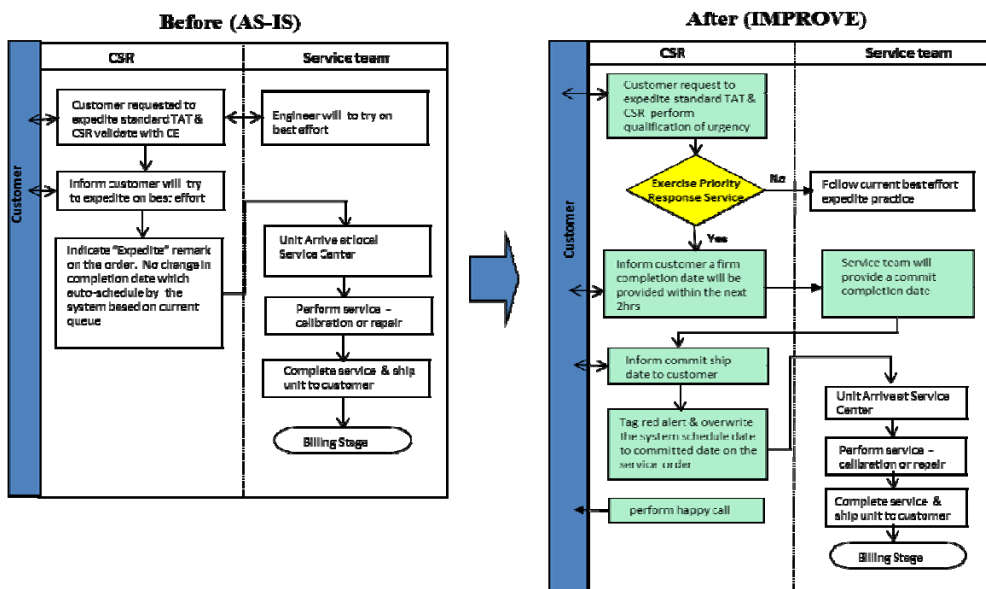 Before (AS-IS)
CSR
Service team
Customer
Customer requested to
expedite standard TAT &
CSR validate with CE
Engineer will to try on
best effort
Inform customer will try
to expedite on best effort
Indicate "Expedite" remark
on the order. No change in
completion date which
auto-schedule by the
system based on current
queue
Unit Arrive at local
Service Center
Perform service –
calibration or repair
Complete service & ship
unit to customer
Billing Stage
After (IMPROVE)
CSR
Service team
Customer
Customer request to
expedite standard TAT &
CSR perform
qualification of urgency
Exercise Priority
Response Service
No
Follow current best effort
expedite practice
Yes
Inform customer a firm
completion date will be
provided within the next
2hrs
Service team will
provide a commit
completion date
Inform commit ship
date to customer
Tag red alert & overwrite
the system schedule date
to committed date on the
service order
Unit Arrive at Service
Center
Perform service –
calibration or repair
Complete service &
ship unit to customer
Billing Stage
perform happy call